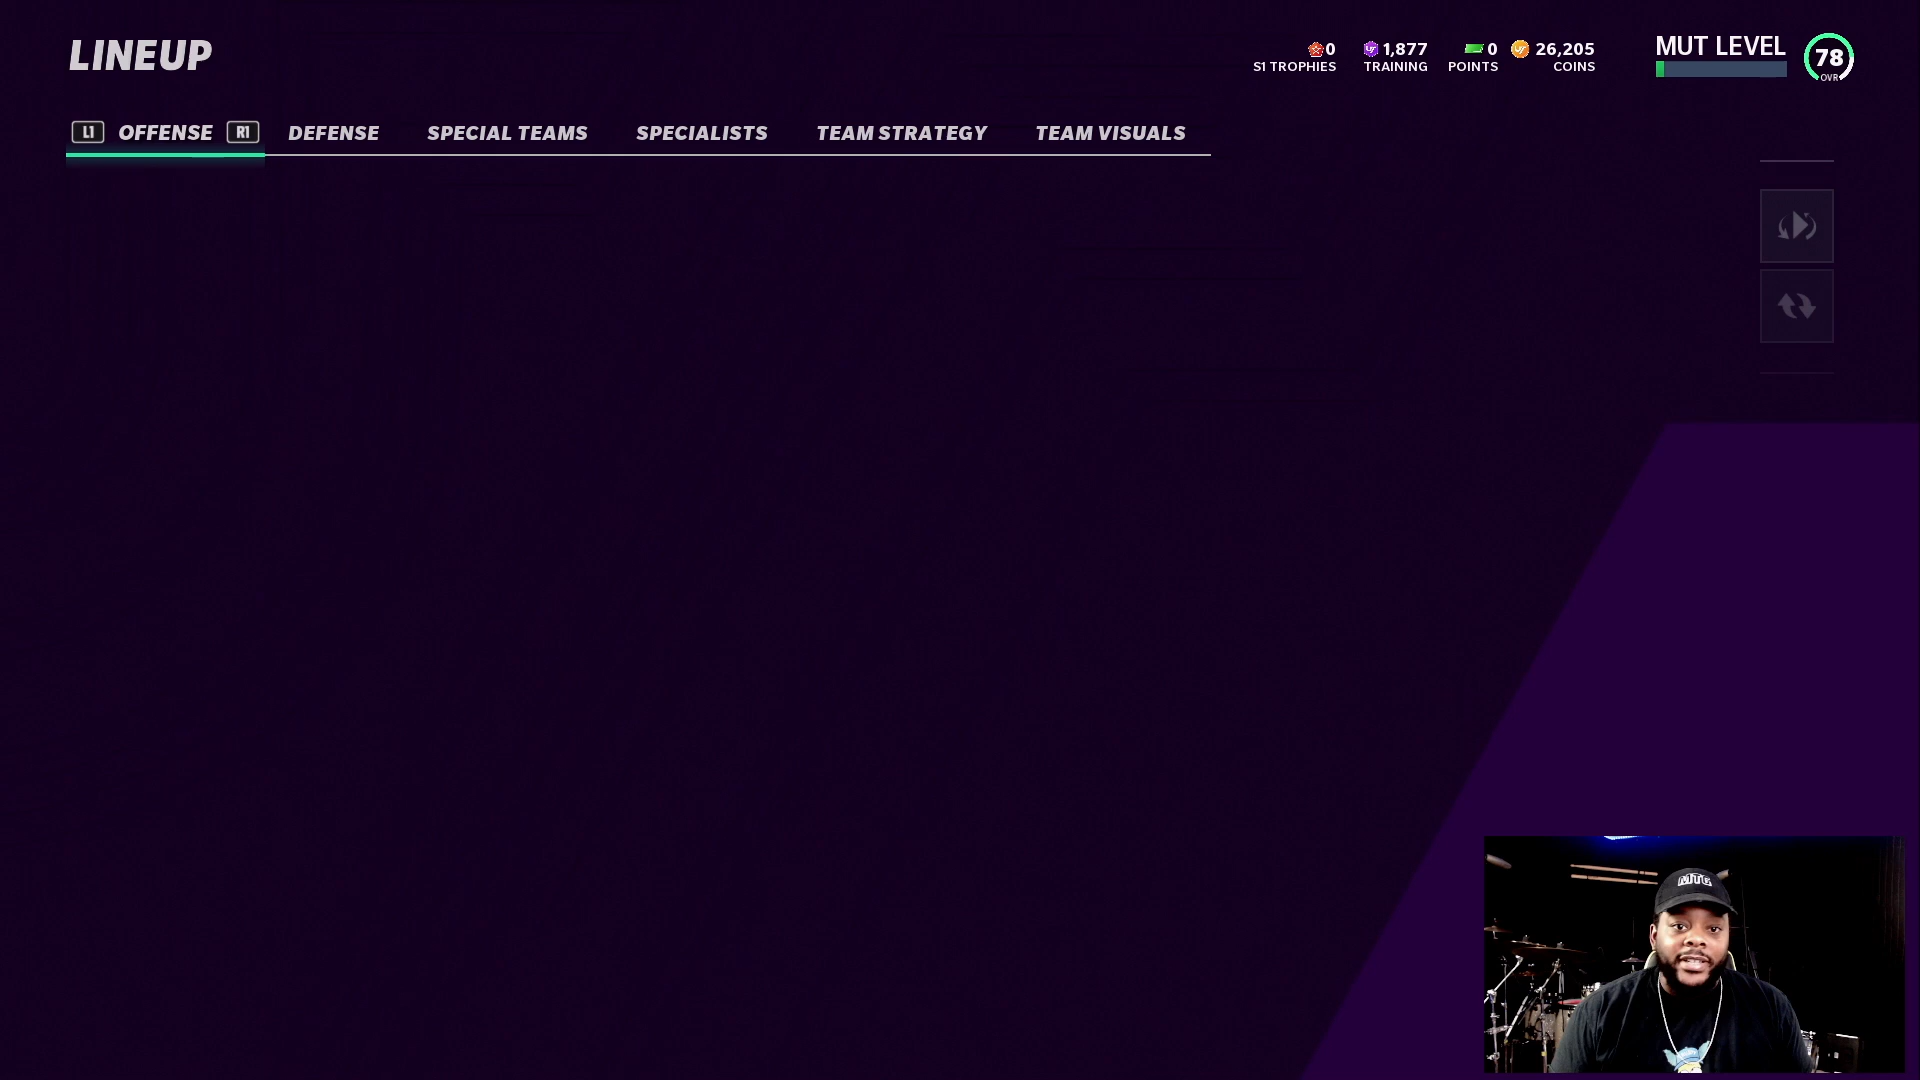 LINEUP
0
S1 TROPHIES
1,877
TRAINING
0
POINTS
26,205
COINS
MUT LEVEL
78
OVR
L1 OFFENSE R1 DEFENSE SPECIAL TEAMS SPECIALISTS TEAM STRATEGY TEAM VISUALS
MTG